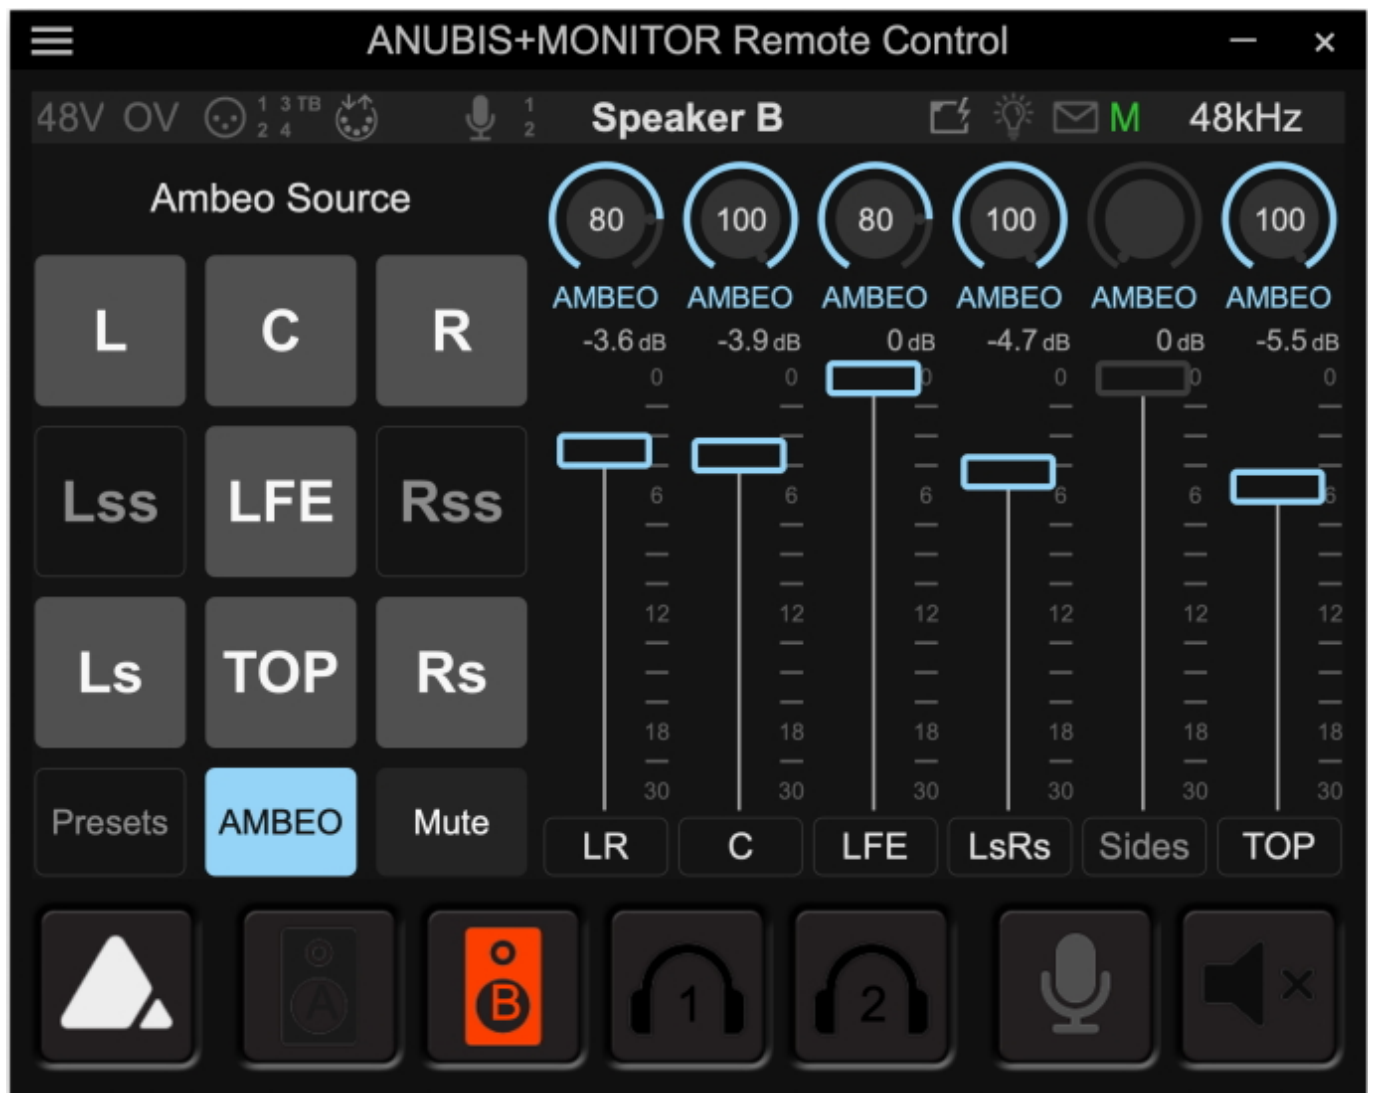 ANUBIS+MONITOR Remote Control
48V OV 1 3 TB 2 4 1 2 Speaker B M 48kHz
Ambeo Source
80 100 80 100 100
AMBEO AMBEO AMBEO AMBEO AMBEO AMBEO
-3.6 dB -3.9 dB 0 dB -4.7 dB 0 dB -5.5 dB
L C R
0 0 0 0 0 0
Lss LFE Rss
6 6 6 6 6 6
12 12 12 12 12 12
Ls TOP Rs
18 18 18 18 18 18
30 30 30 30 30 30
Presets AMBEO Mute
LR C LFE LsRs Sides TOP
A B 1 2